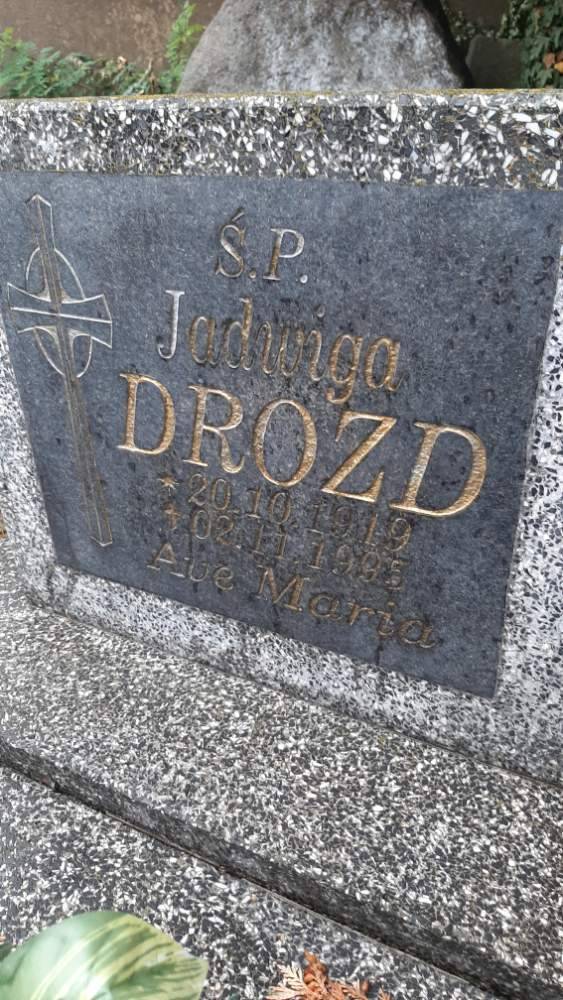 Ś.P.
Jadwiga
DROZD
* 20.10.1919
+ 02.11.1995
Ave Maria